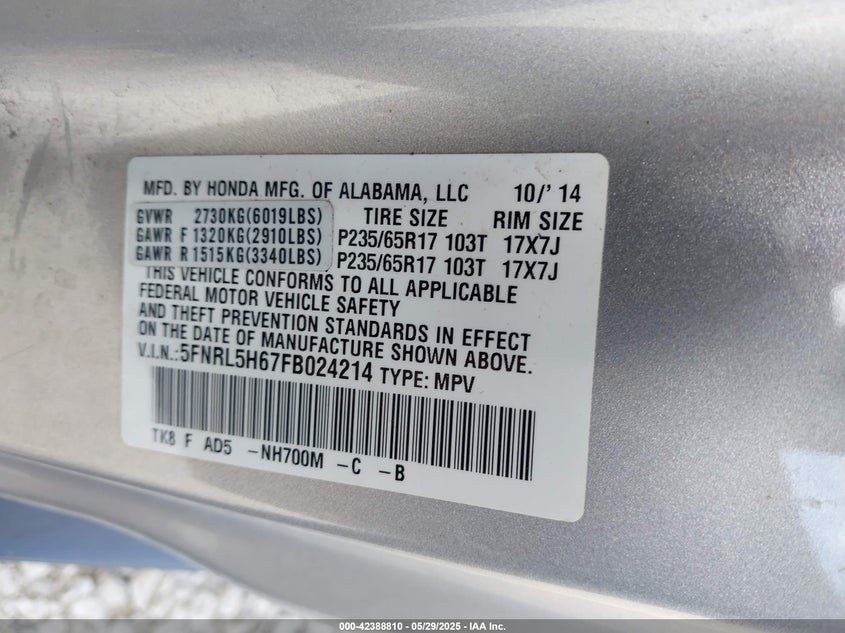 MFD. BY HONDA MFG. OF ALABAMA, LLC 10/' 14
GVWR 2730KG(6019LBS) TIRE SIZE RIM SIZE
GAWR F 1320KG(2910LBS) P235/65R17 103T 17X7J
GAWR R 1515KG(3340LBS) P235/65R17 103T 17X7J
THIS VEHICLE CONFORMS TO ALL APPLICABLE
FEDERAL MOTOR VEHICLE SAFETY
AND THEFT PREVENTION STANDARDS IN EFFECT
ON THE DATE OF MANUFACTURE SHOWN ABOVE.
V.I.N.:5FNRL5H67FB024214 TYPE: MPV
TK8 F AD5 -NH700M -C -B
000-42388810 - 05/29/2025 - IAA Inc.